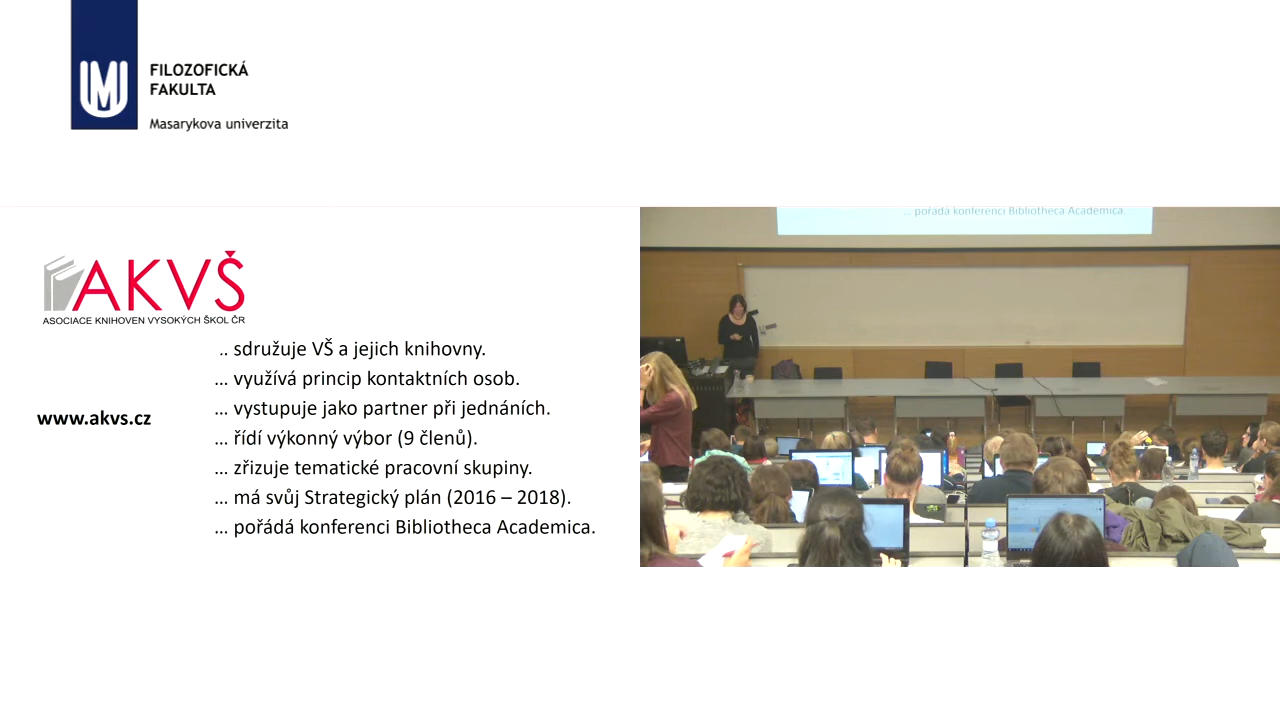 FILOZOFICKÁ
FAKULTA
Masarykova univerzita
AKVŠ
ASOCIACE KNIHOVEN VYSOKÝCH ŠKOL ČR
.. sdružuje VŠ a jejich knihovny.
... využívá princip kontaktních osob.
... vystupuje jako partner při jednáních.
www.akvs.cz
... řídí výkonný výbor (9 členů).
... zřizuje tematické pracovní skupiny.
... má svůj Strategický plán (2016 – 2018).
... pořádá konferenci Bibliotheca Academica.
... pořádá konferenci Bibliotheca Academica.